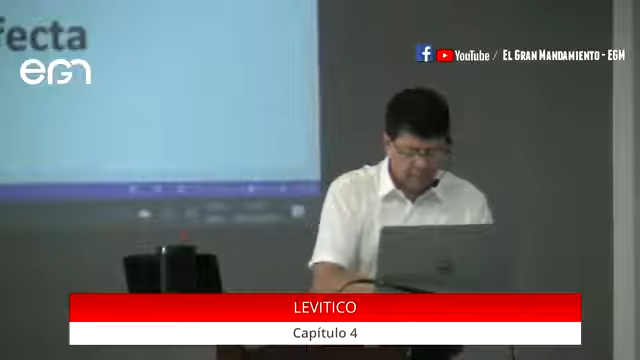 fecta
egm
YouTube / El Gran Mandamiento - EGM
LEVITICO
Capítulo 4